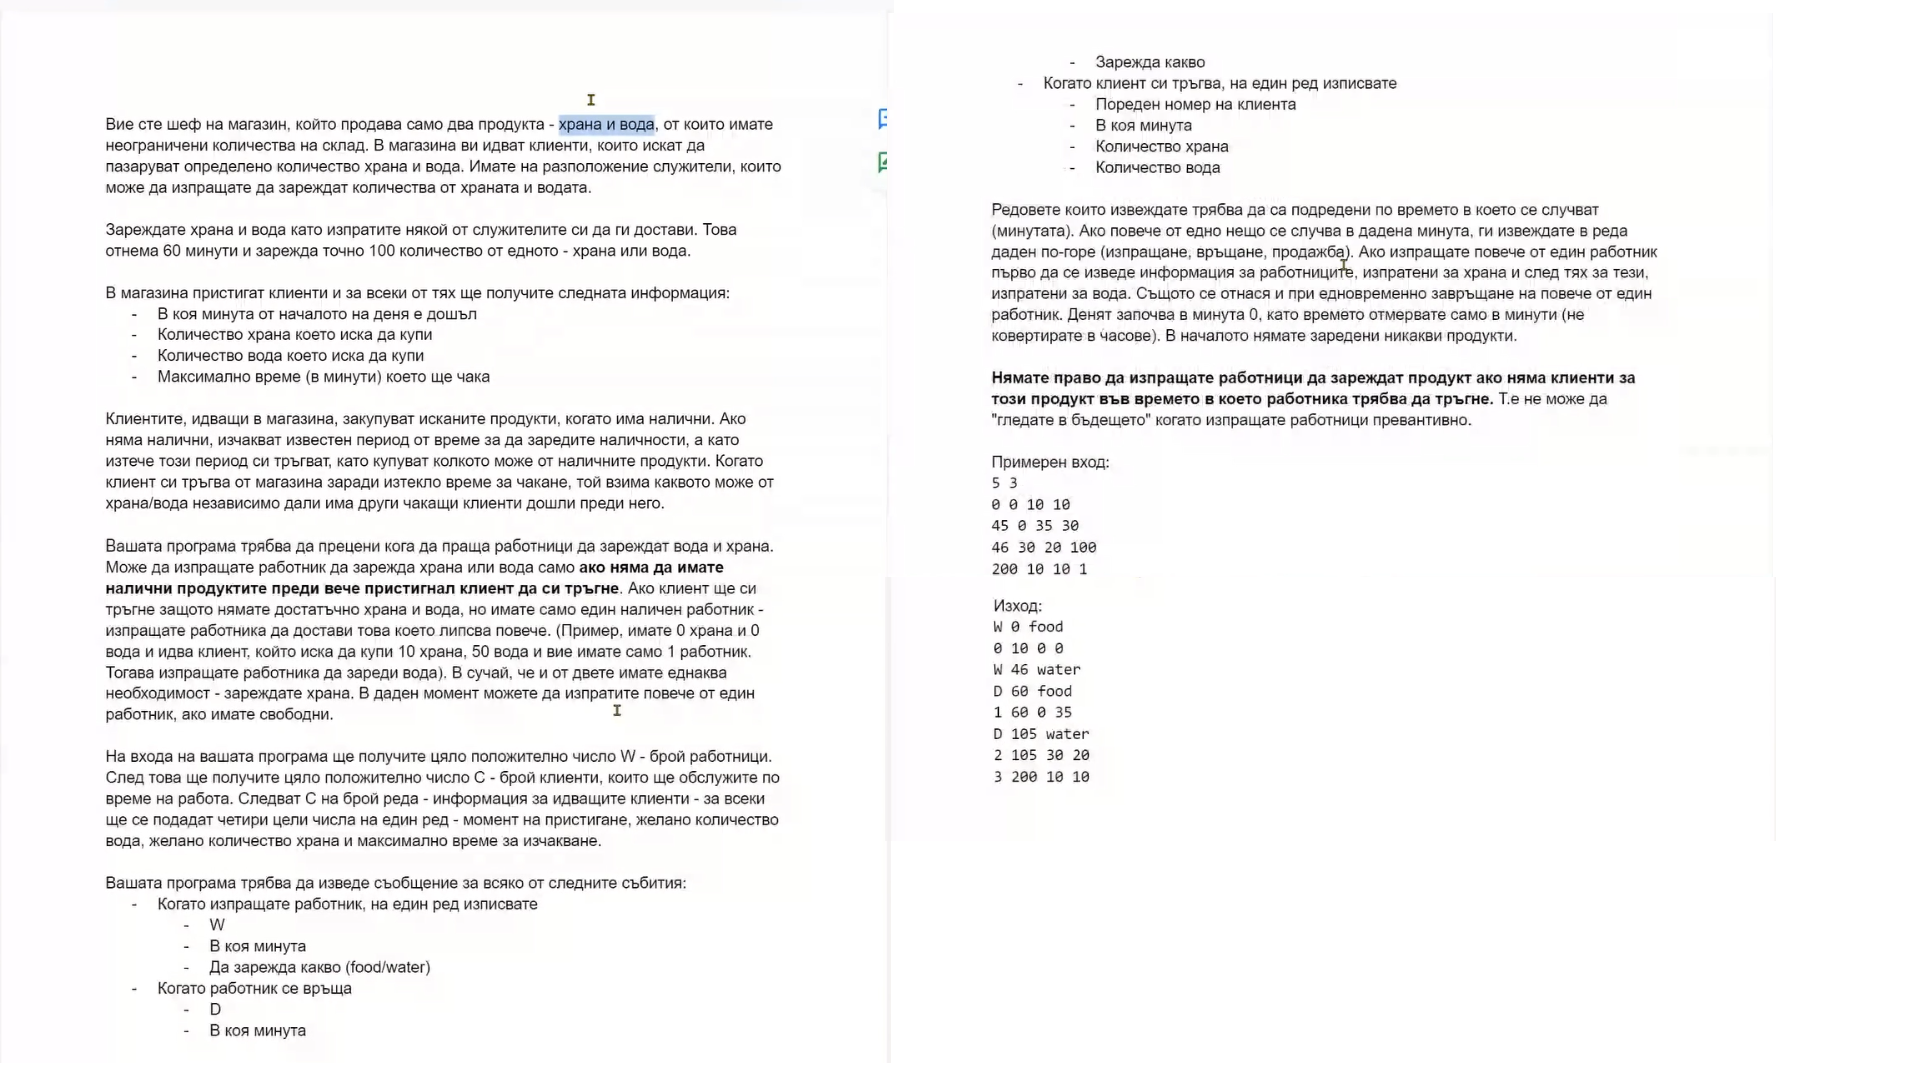 Вие сте шеф на магазин, който продава само два продукта - храна и вода, от които имате
неограничени количества на склад. В магазина ви идват клиенти, които искат да
пазаруват определено количество храна и вода. Имате на разположение служители, които
може да изпращате да зареждат количества от храната и водата.
Зареждате храна и вода като изпратите някой от служителите си да ги достави. Това
отнема 60 минути и зарежда точно 100 количество от едното - храна или вода.
В магазина пристигат клиенти и за всеки от тях ще получите следната информация:
- В коя минута от началото на деня е дошъл
- Количество храна което иска да купи
- Количество вода което иска да купи
- Максимално време (в минути) което ще чака
Клиентите, идващи в магазина, закупуват исканите продукти, когато има налични. Ако
няма налични, изчакват известен период от време за да заредите наличности, а като
изтече този период си тръгват, като купуват колкото може от наличните продукти. Когато
клиент си тръгва от магазина заради изтекло време за чакане, той взима каквото може от
храна/вода независимо дали има други чакащи клиенти дошли преди него.
Вашата програма трябва да прецени кога да праща работници да зареждат вода и храна.
Може да изпращате работник да зарежда храна или вода само ако няма да имате
налични продуктите преди вече пристигнал клиент да си тръгне. Ако клиент ще си
тръгне защото нямате достатъчно храна и вода, но имате само един наличен работник -
изпращате работника да достави това което липсва повече. (Пример, имате 0 храна и 0
вода и идва клиент, който иска да купи 10 храна, 50 вода и вие имате само 1 работник.
Тогава изпращате работника да зареди вода). В случай, че и от двете имате еднаква
необходимост - зареждате храна. В даден момент можете да изпратите повече от един
работник, ако имате свободни.
На входа на вашата програма ще получите цяло положително число W - брой работници.
След това ще получите цяло положително число C - брой клиенти, които ще обслужите по
време на работа. Следват C на брой реда - информация за идващите клиенти - за всеки
ще се подадат четири цели числа на един ред - момент на пристигане, желано количество
вода, желано количество храна и максимално време за изчакване.
Вашата програма трябва да изведе съобщение за всяко от следните събития:
- Когато изпращате работник, на един ред изписвате
- W
- В коя минута
- Да зарежда какво (food/water)
- Когато работник се връща
- D
- В коя минута
- Зарежда какво
- Когато клиент си тръгва, на един ред изписвате
- Пореден номер на клиента
- В коя минута
- Количество храна
- Количество вода
Редовете които извеждате трябва да са подредени по времето в което се случват
(минутата). Ако повече от едно нещо се случва в дадена минута, ги извеждате в реда
даден по-горе (изпращане, връщане, продажба). Ако изпращате повече от един работник
първо да се изведе информация за работниците, изпратени за храна и след тях за тези,
изпратени за вода. Същото се отнася и при едновременно завръщане на повече от един
работник. Денят започва в минута 0, като времето отмервате само в минути (не
ковертирате в часове). В началото нямате заредени никакви продукти.
Нямате право да изпращате работници да зареждат продукт ако няма клиенти за
този продукт във времето в което работника трябва да тръгне. Т.е не може да
"гледате в бъдещето" когато изпращате работници превантивно.
Примерен вход:
5 3
0 0 10 10
45 0 35 30
46 30 20 100
200 10 10 1
Изход:
W 0 food
0 10 0 0
W 46 water
D 60 food
1 60 0 35
D 105 water
2 105 30 20
3 200 10 10